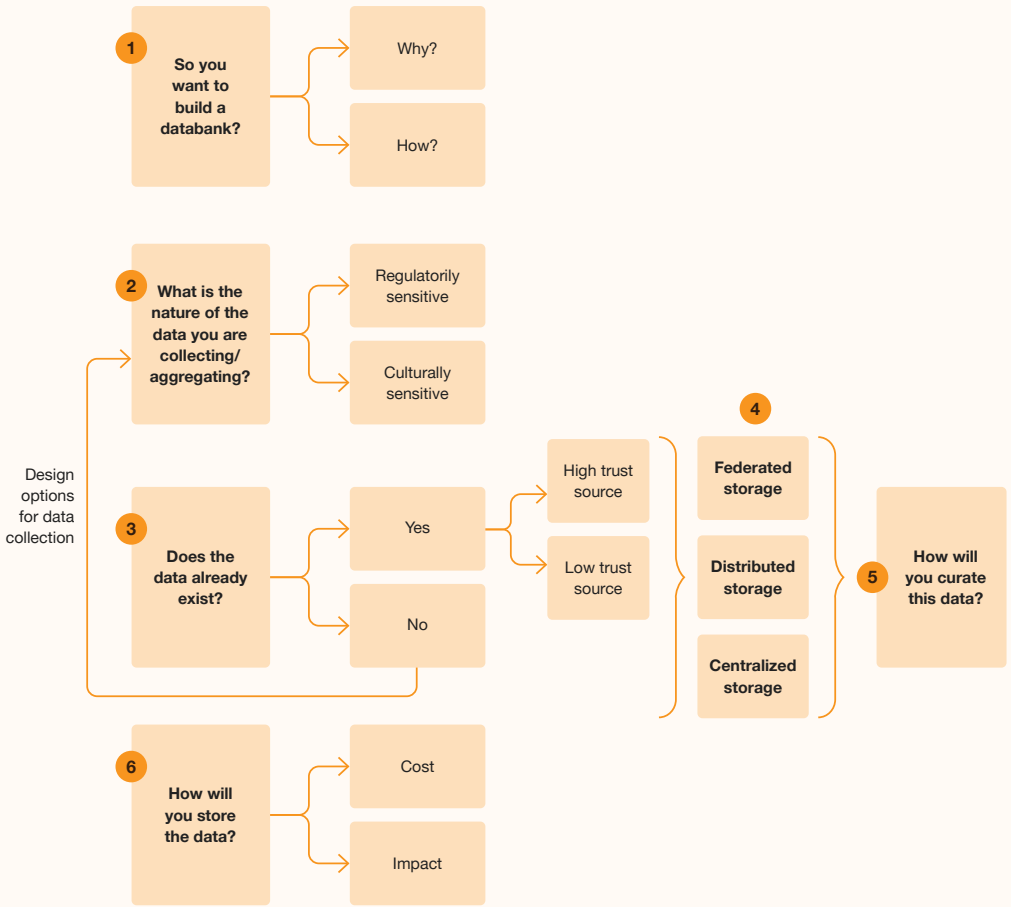 1
So you
want to
build a
databank?
Why?
How?
2
What is the
nature of the
data you are
collecting/
aggregating?
Regulatorily
sensitive
Culturally
sensitive
Design
options
for data
collection
3
Does the
data already
exist?
Yes
No
High trust
source
Low trust
source
4
Federated
storage
Distributed
storage
Centralized
storage
5
How will
you curate
this data?
6
How will
you store
the data?
Cost
Impact